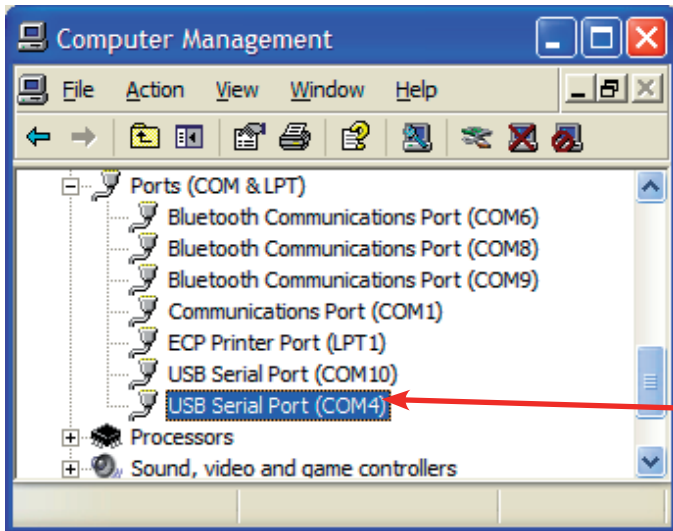 Computer Management
File Action View Window Help
Ports (COM & LPT)
Bluetooth Communications Port (COM6)
Bluetooth Communications Port (COM8)
Bluetooth Communications Port (COM9)
Communications Port (COM1)
ECP Printer Port (LPT1)
USB Serial Port (COM10)
USB Serial Port (COM4)
Processors
Sound, video and game controllers